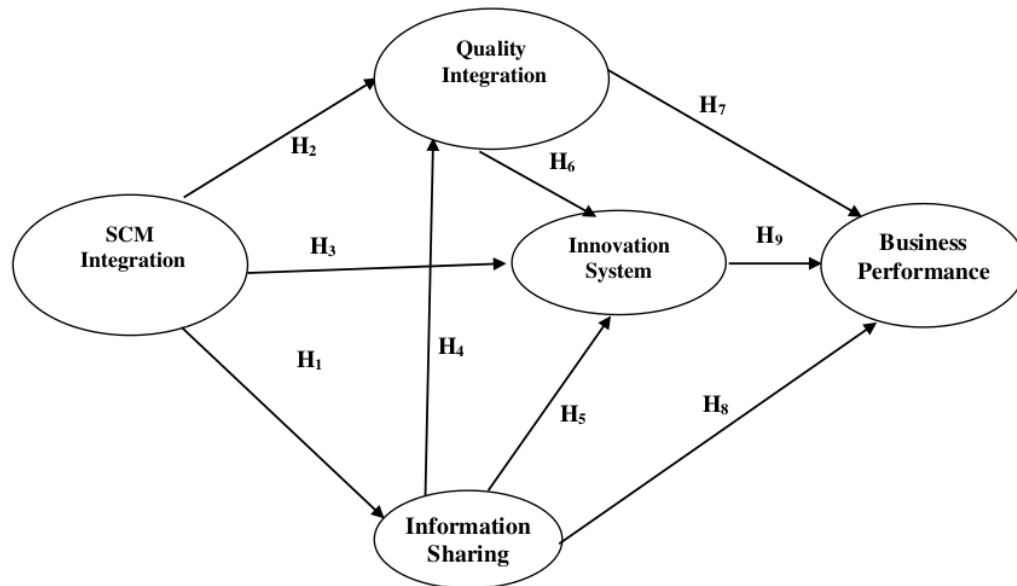 Quality
Integration
H₇
H₂
H₆
SCM
Integration
H₃
Innovation
System
H₉
Business
Performance
H₁
H₄
H₅
H₈
Information
Sharing